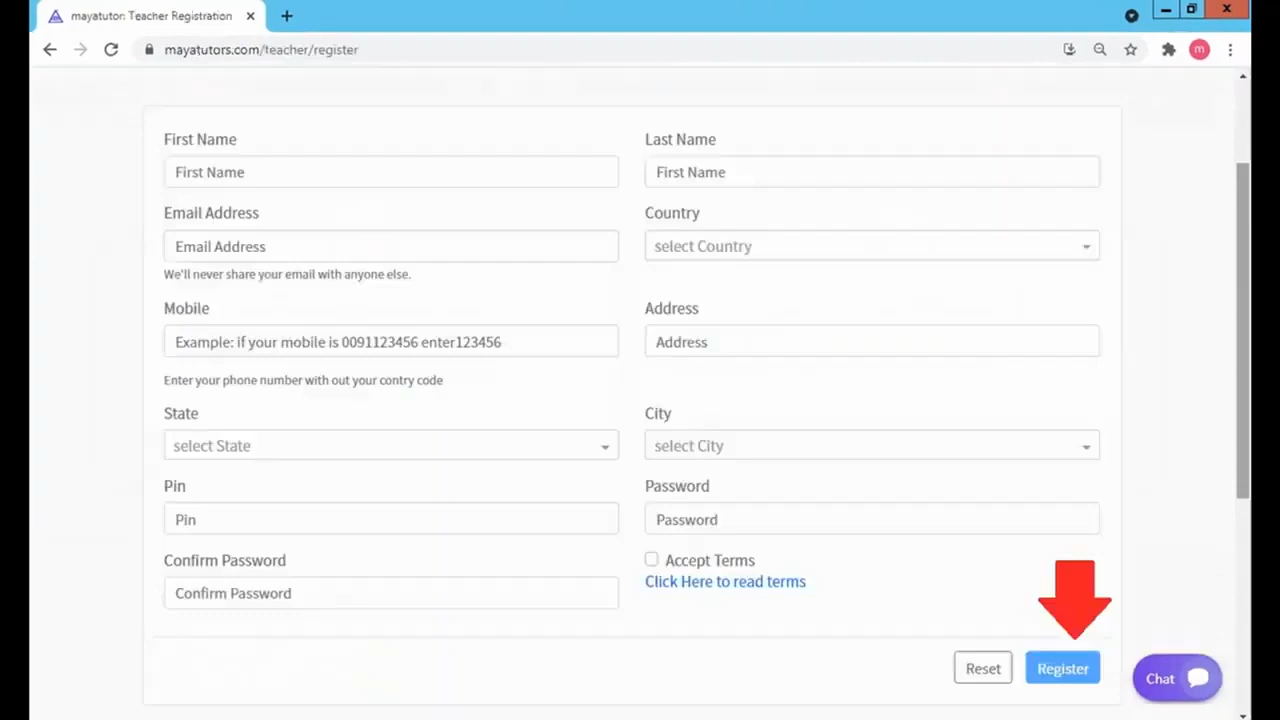 mayatutor: Teacher Registration
mayatutors.com/teacher/register
m
First Name Last Name
First Name First Name
Email Address Country
Email Address select Country
We'll never share your email with anyone else.
Mobile Address
Example: if your mobile is 0091123456 enter123456 Address
Enter your phone number with out your contry code
State City
select State select City
Pin Password
Pin Password
Confirm Password Accept Terms
Click Here to read terms
Confirm Password
Reset Register Chat